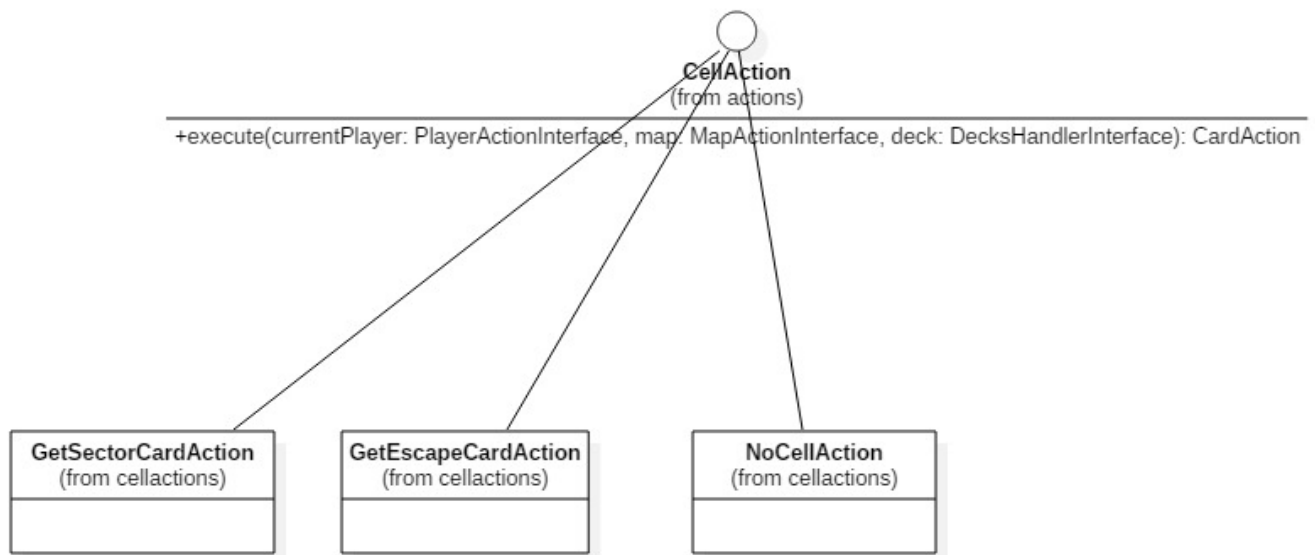 CellAction
(from actions)
+execute(currentPlayer: PlayerActionInterface, map: MapActionInterface, deck: DecksHandlerInterface): CardAction
GetSectorCardAction
(from cellactions)
GetEscapeCardAction
(from cellactions)
NoCellAction
(from cellactions)